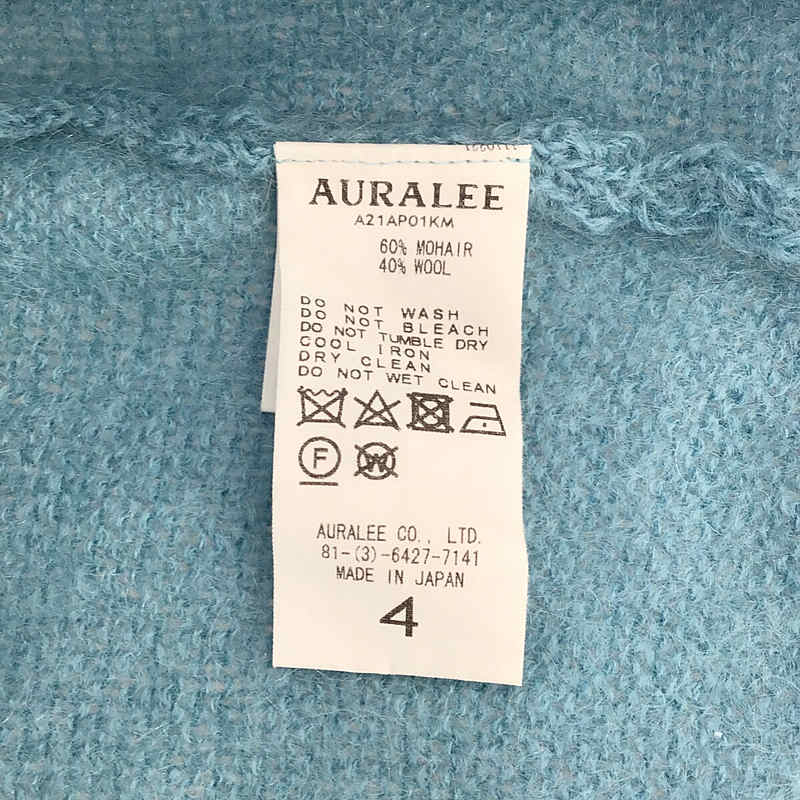 AURALEE
A21AP01KM
60% MOHAIR
40% WOOL
DO NOT WASH
DO NOT BLEACH
DO NOT TUMBLE DRY
COOL IRON
DRY CLEAN
DO NOT WET CLEAN
F W
AURALEE CO., LTD.
81-(3)-6427-7141
MADE IN JAPAN
4